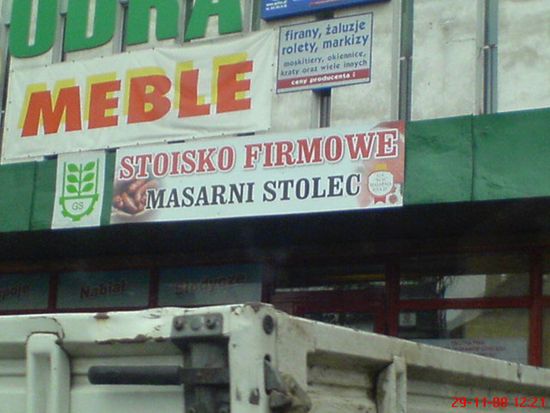 ODRA
MEBLE
firany, żaluzje
rolety, markizy
moskitiery, okiennice,
kraty oraz wiele innych
ceny producenta !
STOISKO FIRMOWE
MASARNI STOLEC
GS
Nabiał
Słodycze
29-11-08 12:21